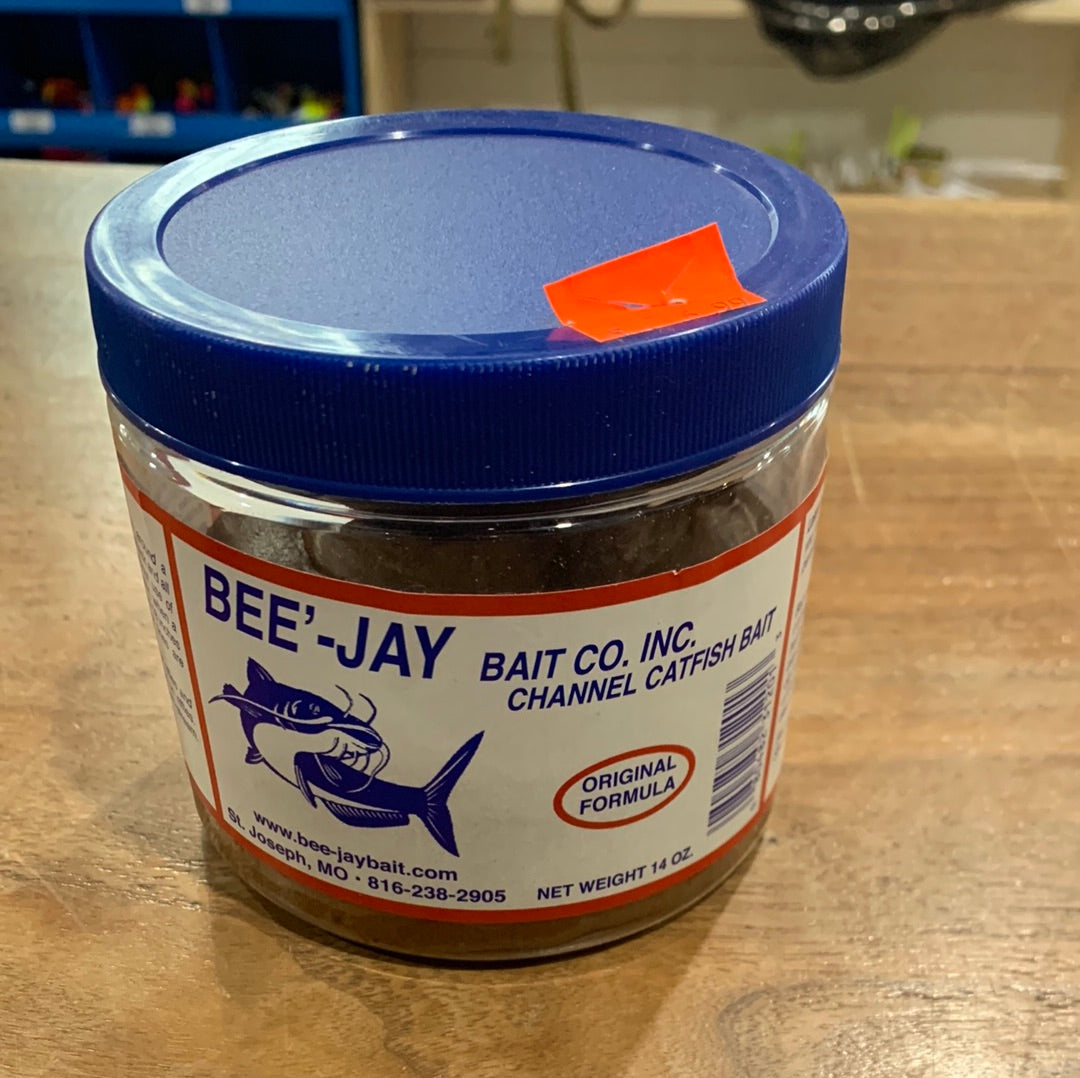 BEE'-JAY
BAIT CO. INC.
CHANNEL CATFISH BAIT
ORIGINAL
FORMULA
www.bee-jaybait.com
St. Joseph, MO • 816-238-2905
NET WEIGHT 14 OZ.